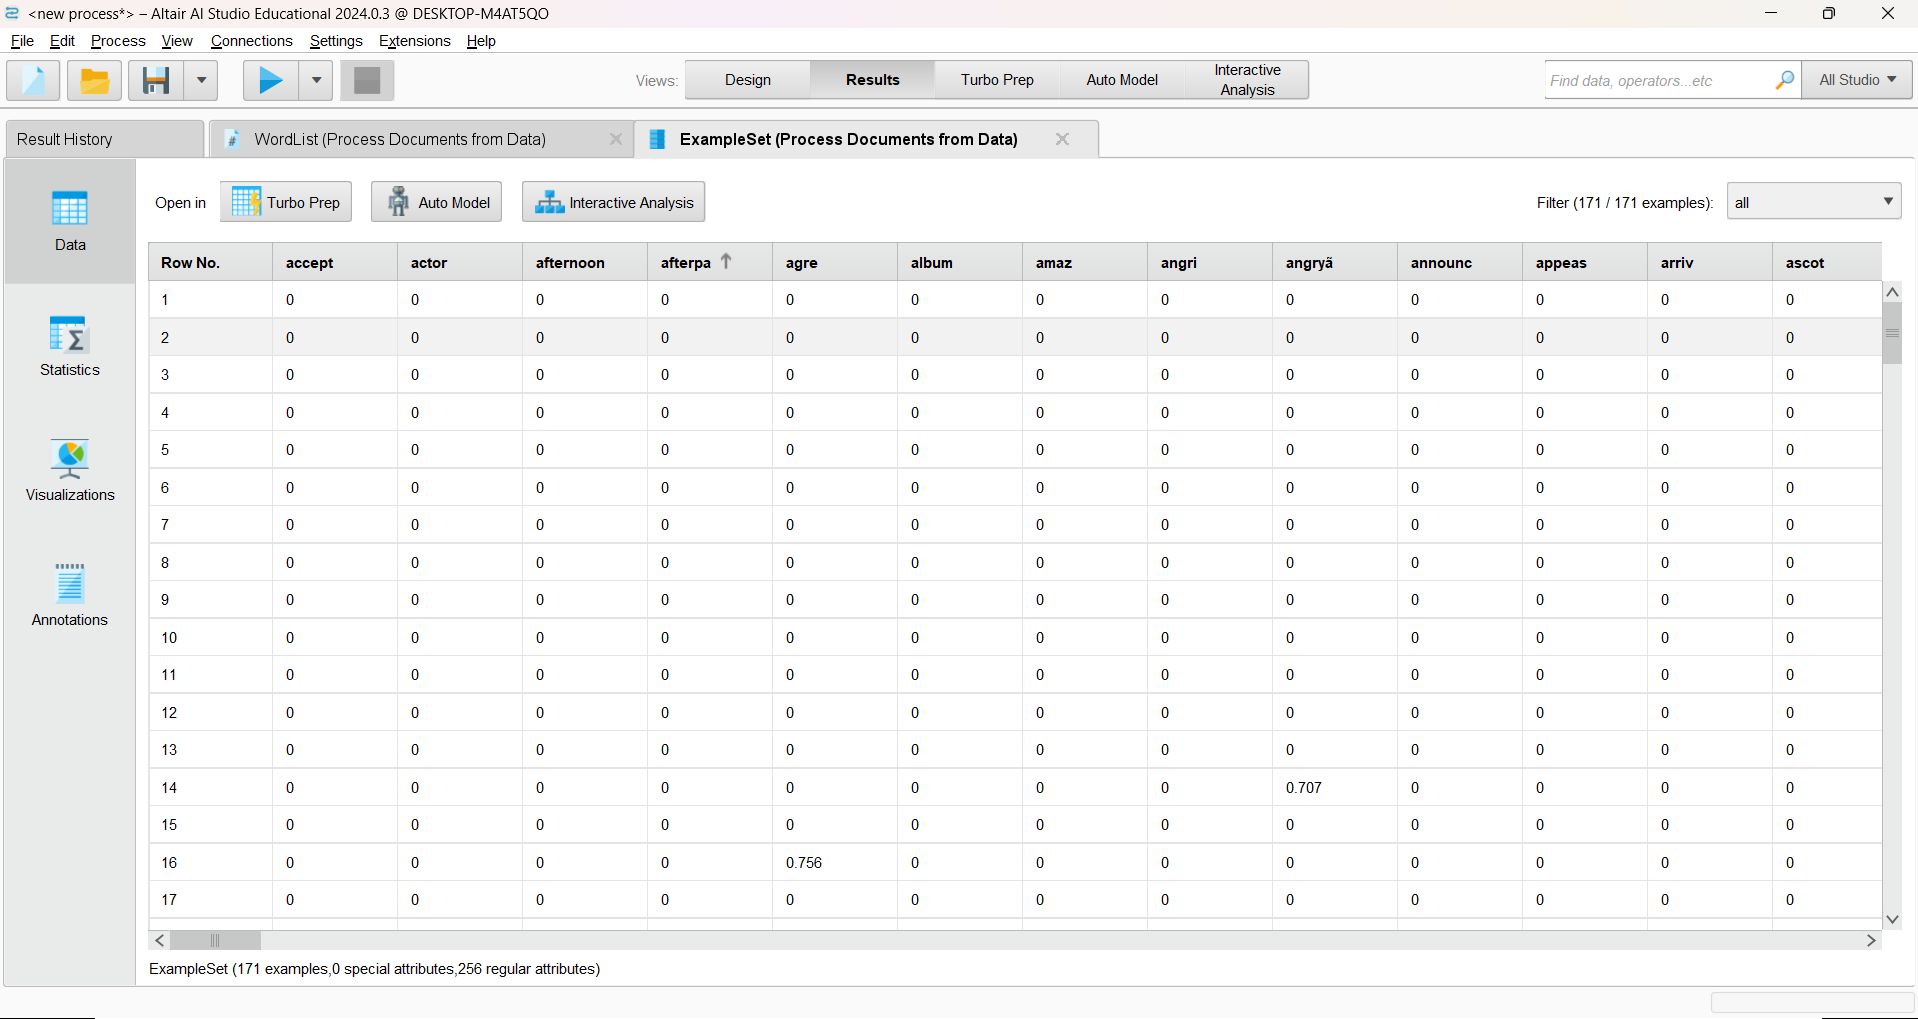 <new process*> – Altair AI Studio Educational 2024.0.3 @ DESKTOP-M4AT5QO
File Edit Process View Connections Settings Extensions Help
Views: Design Results Turbo Prep Auto Model Interactive Analysis
Find data, operators...etc All Studio
Result History
WordList (Process Documents from Data)
ExampleSet (Process Documents from Data)
Data
Statistics
Visualizations
Annotations
Open in Turbo Prep Auto Model Interactive Analysis
Filter (171 / 171 examples): all
Row No. accept actor afternoon afterpa agre album amaz angri angryã announc appeas arriv ascot
1 0 0 0 0 0 0 0 0 0 0 0 0 0
2 0 0 0 0 0 0 0 0 0 0 0 0 0
3 0 0 0 0 0 0 0 0 0 0 0 0 0
4 0 0 0 0 0 0 0 0 0 0 0 0 0
5 0 0 0 0 0 0 0 0 0 0 0 0 0
6 0 0 0 0 0 0 0 0 0 0 0 0 0
7 0 0 0 0 0 0 0 0 0 0 0 0 0
8 0 0 0 0 0 0 0 0 0 0 0 0 0
9 0 0 0 0 0 0 0 0 0 0 0 0 0
10 0 0 0 0 0 0 0 0 0 0 0 0 0
11 0 0 0 0 0 0 0 0 0 0 0 0 0
12 0 0 0 0 0 0 0 0 0 0 0 0 0
13 0 0 0 0 0 0 0 0 0 0 0 0 0
14 0 0 0 0 0 0 0 0 0.707 0 0 0 0
15 0 0 0 0 0 0 0 0 0 0 0 0 0
16 0 0 0 0 0.756 0 0 0 0 0 0 0 0
17 0 0 0 0 0 0 0 0 0 0 0 0 0
ExampleSet (171 examples,0 special attributes,256 regular attributes)